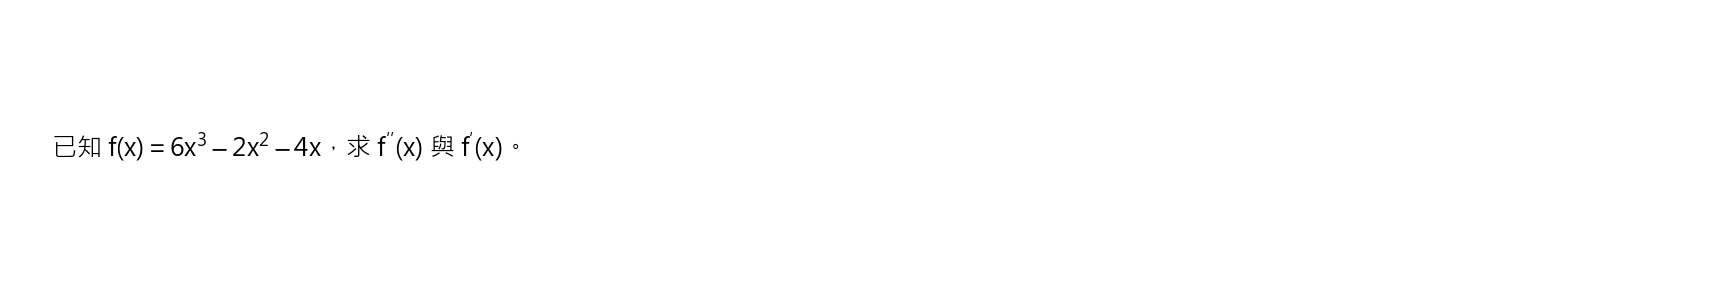 已知 f(x) = 6x³ – 2x² – 4x，求 f′′(x) 與 f′(x)。